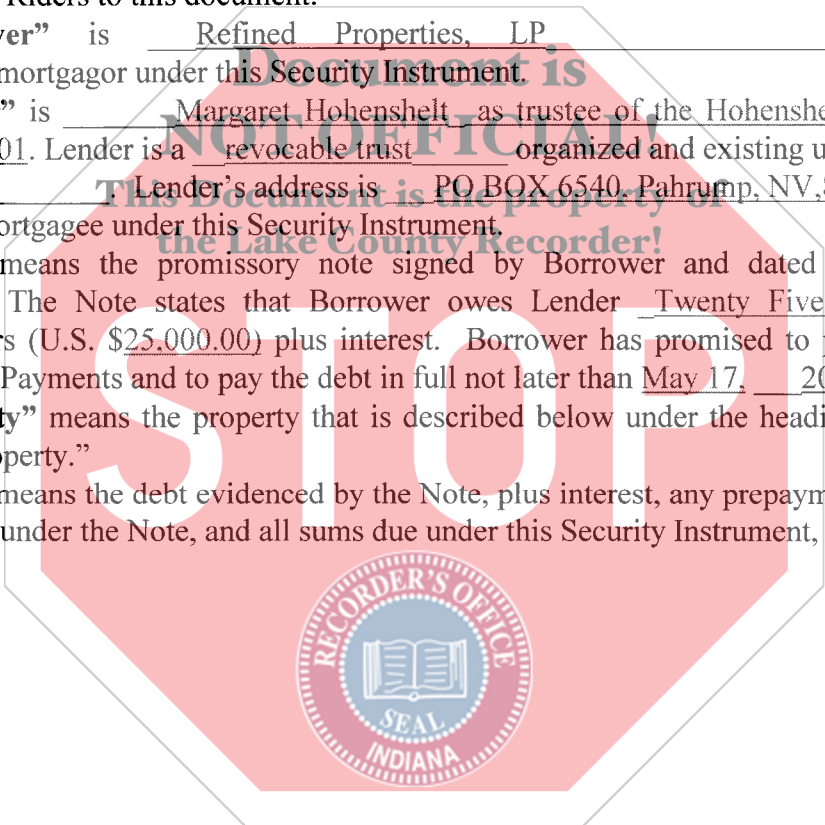 Riders to this document.
ver” is Refined Properties, LP
mortgagor under this Security Instrument.
” is Margaret Hohenshelt as trustee of the Hohenshe
01. Lender is a revocable trust organized and existing u
. Lender’s address is PO BOX 6540, Pahrump, NV,
ortgagee under this Security Instrument.
means the promissory note signed by Borrower and dated
The Note states that Borrower owes Lender Twenty Five
s (U.S. $25,000.00) plus interest. Borrower has promised to
Payments and to pay the debt in full not later than May 17, 20
ty” means the property that is described below under the headi
perty.”
means the debt evidenced by the Note, plus interest, any prepaym
under the Note, and all sums due under this Security Instrument,
Document is
NOT OFFICIAL!
This Document is the property of
the Lake County Recorder!
STOP
RECORDER’S OFFICE
SEAL
INDIANA